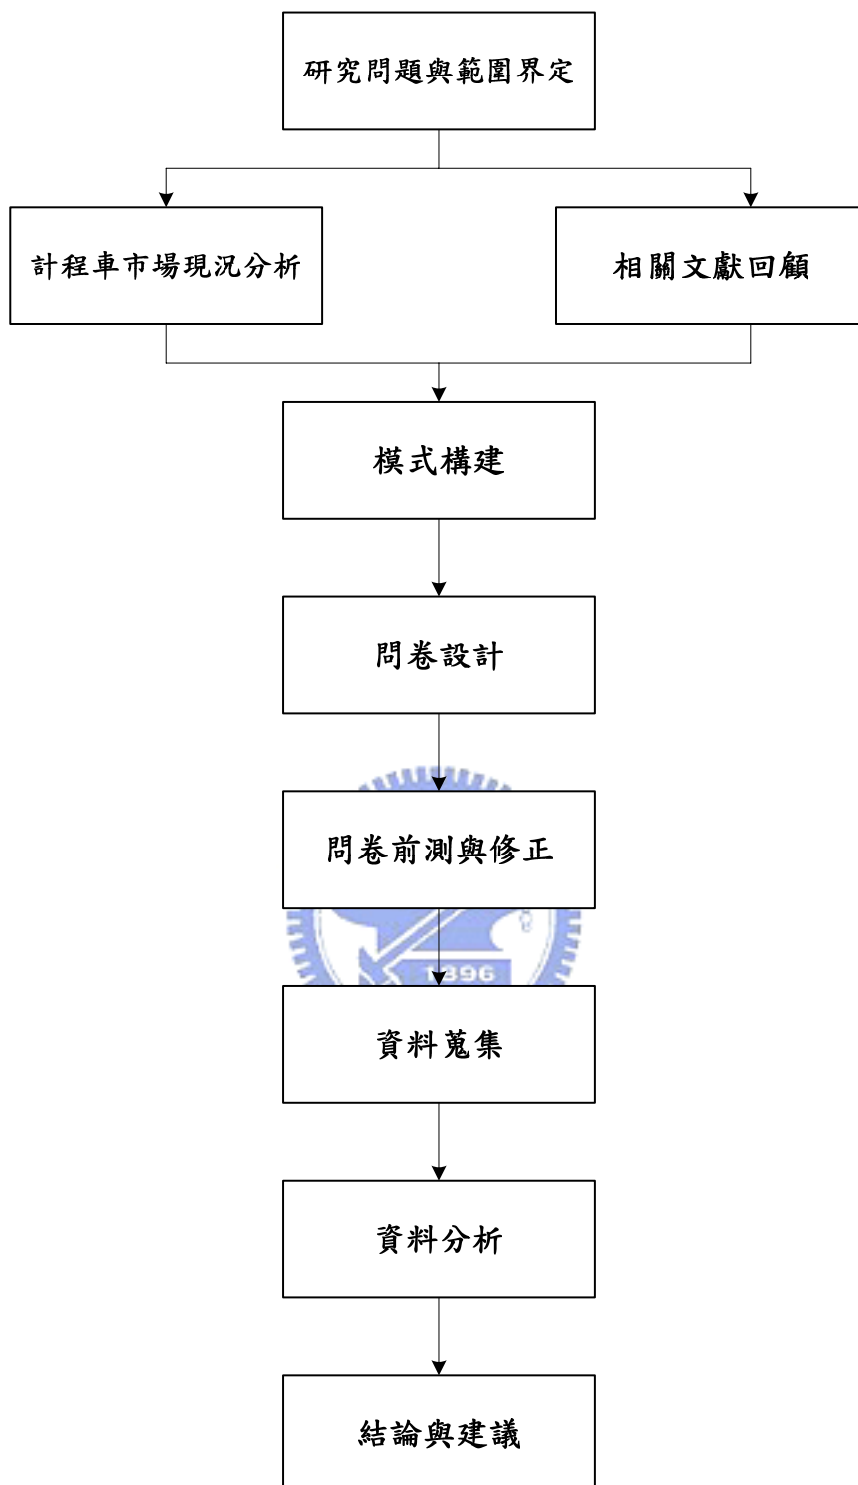 研究問題與範圍界定
計程車市場現況分析
相關文獻回顧
模式構建
問卷設計
問卷前測與修正
1896
資料蒐集
資料分析
結論與建議